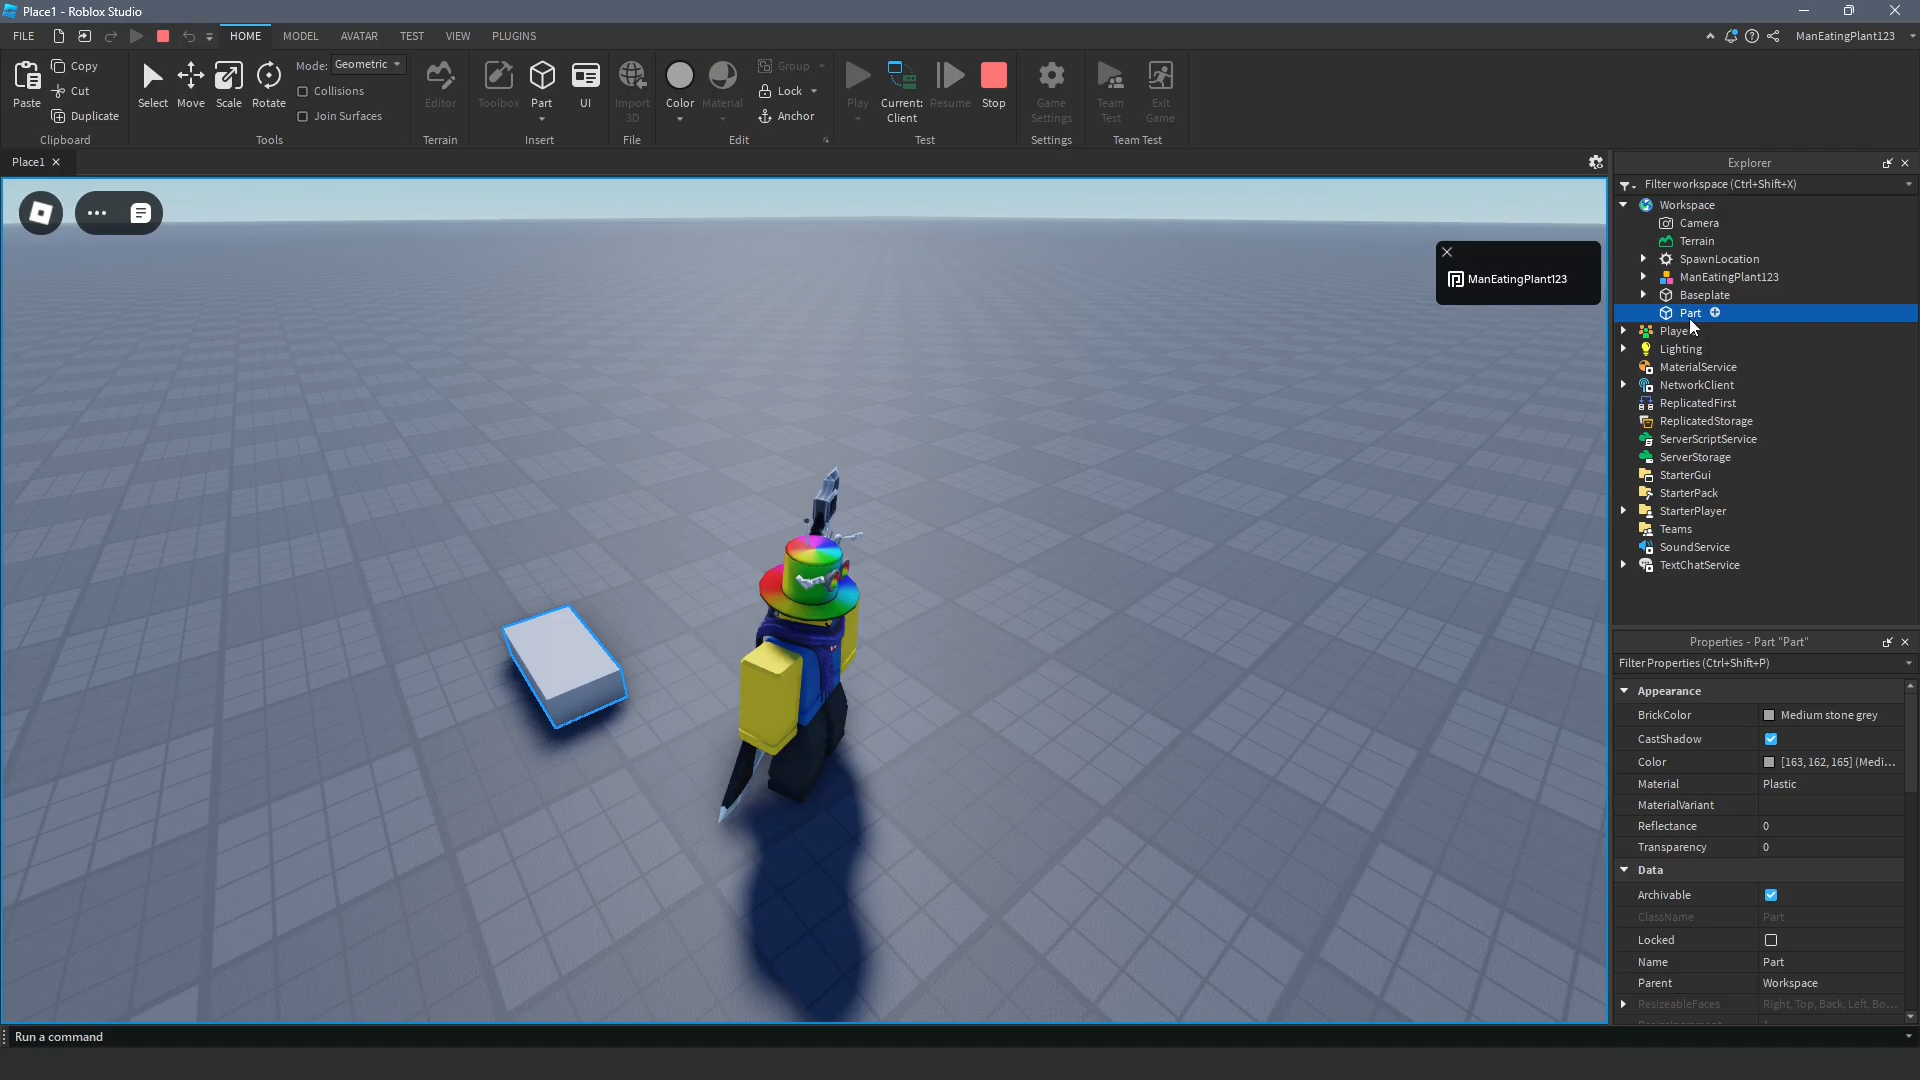 Place1 - Roblox Studio
FILE
HOME
MODEL
AVATAR
TEST
VIEW
PLUGINS
ManEatingPlant123
Paste
Copy
Cut
Duplicate
Clipboard
Select
Move
Scale
Rotate
Mode:
Geometric
Collisions
Join Surfaces
Tools
Editor
Terrain
Toolbox
Part
UI
Insert
Import
3D
File
Color
Material
Group
Lock
Anchor
Edit
Play
Current:
Client
Resume
Stop
Test
Game
Settings
Settings
Team
Test
Exit
Game
Team Test
Place1
ManEatingPlant123
Explorer
Filter workspace (Ctrl+Shift+X)
Workspace
Camera
Terrain
SpawnLocation
ManEatingPlant123
Baseplate
Part
Playe
Lighting
MaterialService
NetworkClient
ReplicatedFirst
ReplicatedStorage
ServerScriptService
ServerStorage
StarterGui
StarterPack
StarterPlayer
Teams
SoundService
TextChatService
Properties - Part "Part"
Filter Properties (Ctrl+Shift+P)
Appearance
BrickColor Medium stone grey
CastShadow
Color [163, 162, 165] (Medi...
Material Plastic
MaterialVariant
Reflectance 0
Transparency 0
Data
Archivable
ClassName Part
Locked
Name Part
Parent Workspace
ResizeableFaces Right, Top, Back, Left, Bo...
Run a command